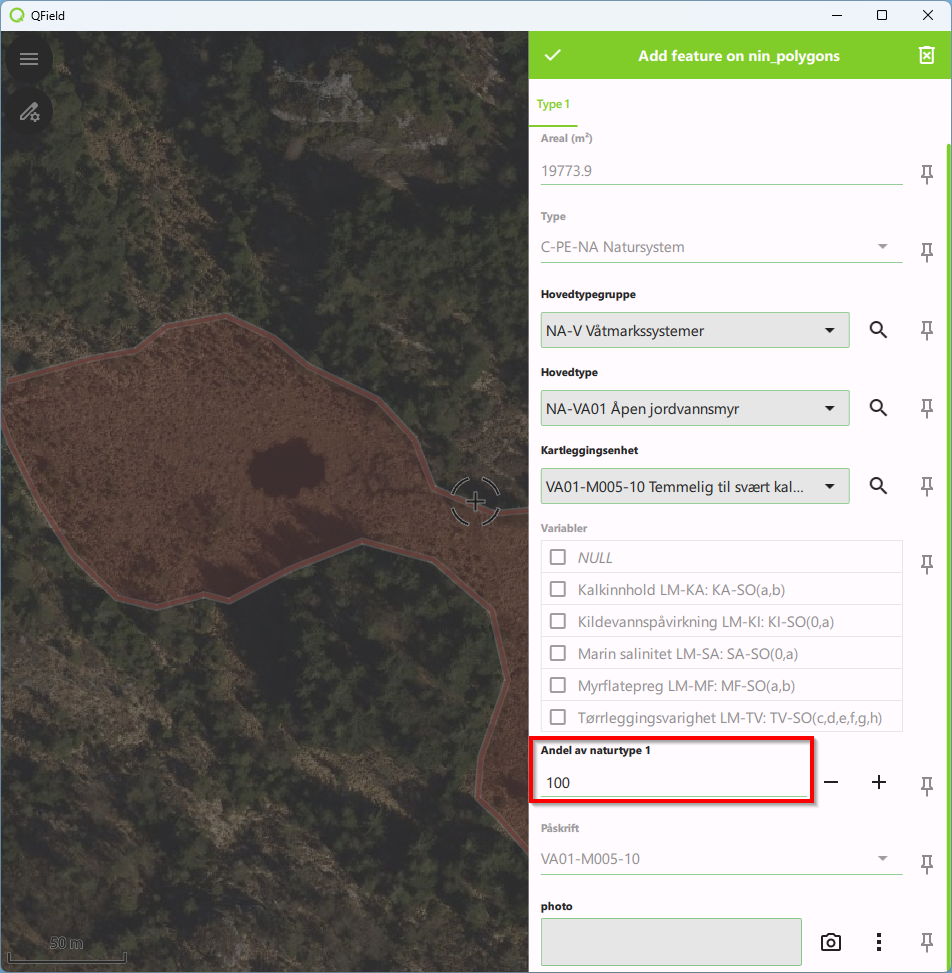 QField
Add feature on nin_polygons
Type 1
Areal (m²)
19773.9
Type
C-PE-NA Natursystem
Hovedtypegruppe
NA-V Våtmarkssystemer
Hovedtype
NA-VA01 Åpen jordvannsmyr
Kartleggingsenhet
VA01-M005-10 Temmelig til svært kal...
Variabler
NULL
Kalkinnhold LM-KA: KA-SO(a,b)
Kildevannspåvirkning LM-KI: KI-SO(0,a)
Marin salinitet LM-SA: SA-SO(0,a)
Myrflatepreg LM-MF: MF-SO(a,b)
Tørrleggingsvarighet LM-TV: TV-SO(c,d,e,f,g,h)
Andel av naturtype 1
100
Påskrift
VA01-M005-10
photo
50 m